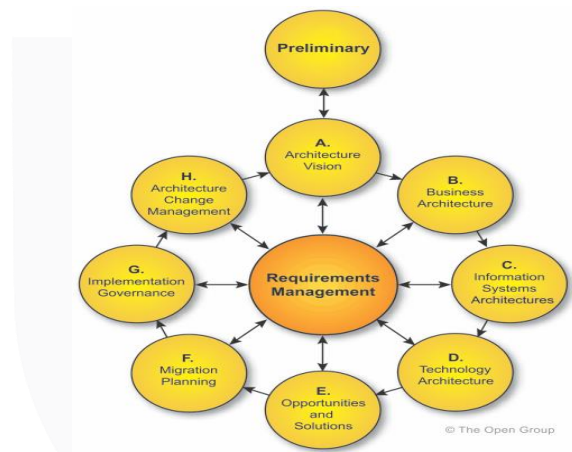 Preliminary
A.
Architecture
Vision
B.
Business
Architecture
C.
Information
Systems
Architectures
D.
Technology
Architecture
E.
Opportunities
and
Solutions
F.
Migration
Planning
G.
Implementation
Governance
H.
Architecture
Change
Management
Requirements
Management
© The Open Group